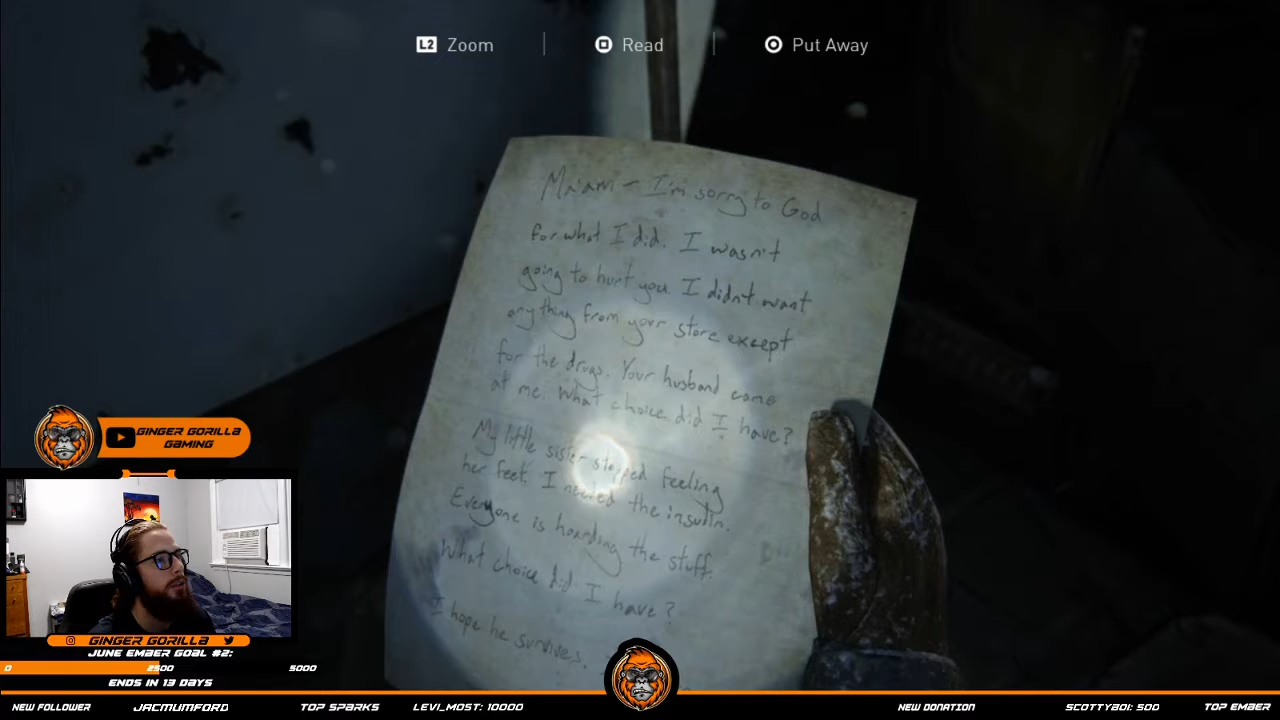 L2 Zoom | Read | Put Away
Ma'am - I'm sorry to God
for what I did. I wasn't
going to hurt you. I didn't want
anything from your store except
for the drugs. Your husband came
at me. What choice did I have?
My little sister stopped feeling
her feet. I needed the insulin.
Everyone is hoarding the stuff.
What choice did I have?
I hope he survives.
GINGER GORILLA
GAMING
GINGER GORILLA
JUNE EMBER GOAL #2:
0 2500 5000
ENDS IN 13 DAYS
NEW FOLLOWER JACMUMFORD TOP SPARKS LEVI_MOST: 10000 NEW DONATION SCOTTYBOI: 500 TOP EMBER